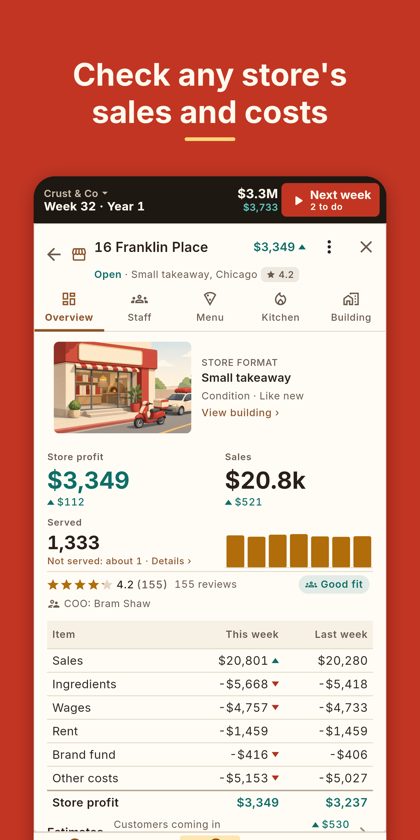 Check any store's
sales and costs
Crust & Co
Week 32 · Year 1
$3.3M
$3,733
Next week
2 to do
16 Franklin Place
$3,349
Open · Small takeaway, Chicago ★ 4.2
Overview Staff Menu Kitchen Building
STORE FORMAT
Small takeaway
Condition · Like new
View building ›
Store profit Sales
$3,349 $20.8k
$112 $521
Served
1,333
Not served: about 1 · Details ›
4.2 (155) 155 reviews Good fit
COO: Bram Shaw
Item This week Last week
Sales $20,801 $20,280
Ingredients -$5,668 -$5,418
Wages -$4,757 -$4,733
Rent -$1,459 -$1,459
Brand fund -$416 -$406
Other costs -$5,153 -$5,027
Store profit $3,349 $3,237
Customers coming in $530